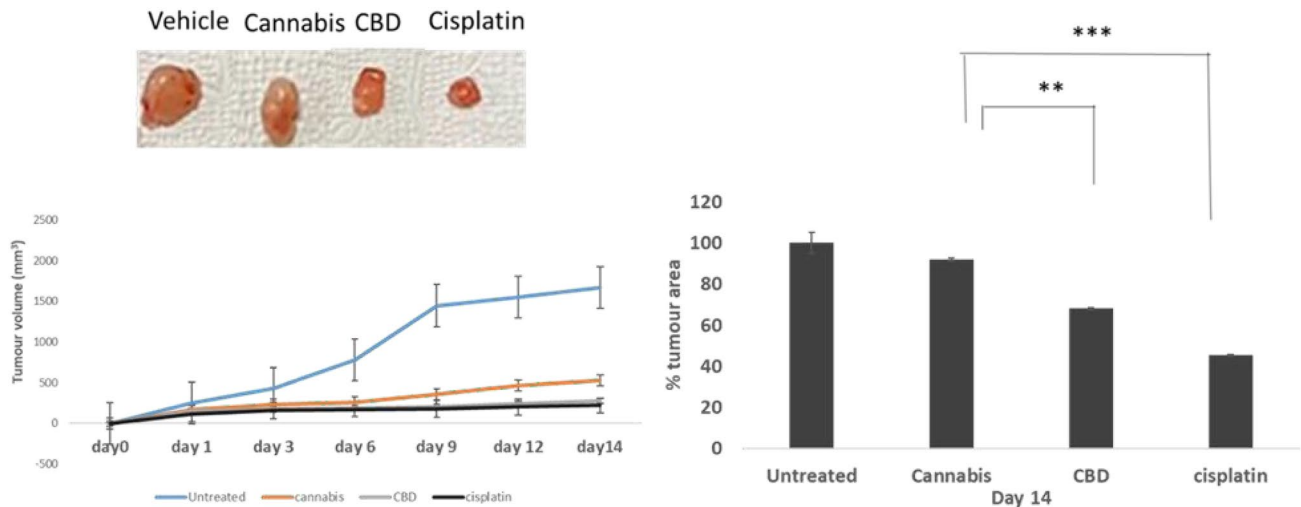 Vehicle Cannabis CBD Cisplatin
Tumour volume (mm³)
2500
2000
1500
1000
500
0
-500
day0 day 1 day 3 day 6 day 9 day 12 day14
Untreated cannabis CBD cisplatin
***
**
% tumour area
120
100
80
60
40
20
0
Untreated Cannabis CBD cisplatin
Day 14